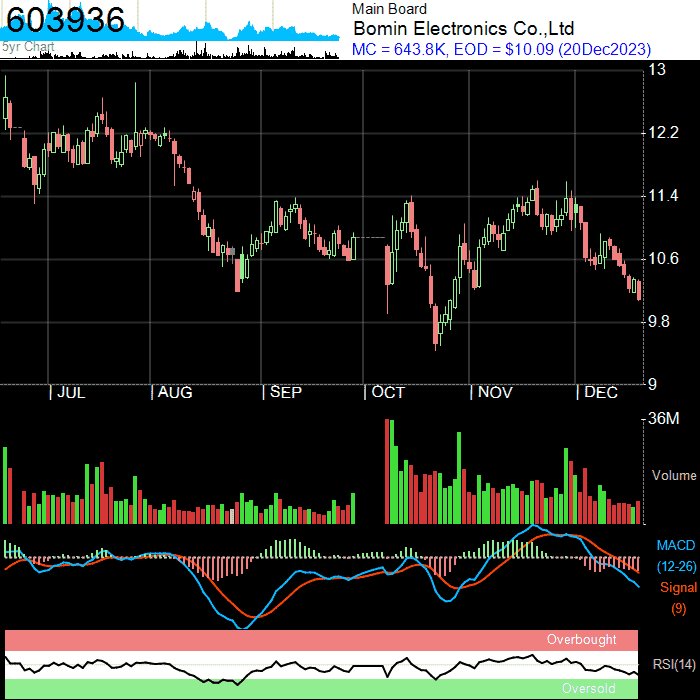 603936
5yr Chart
Main Board
Bomin Electronics Co.,Ltd
MC = 643.8K, EOD = $10.09 (20Dec2023)
13
12.2
11.4
10.6
9.8
9
| JUL | AUG | SEP | OCT | NOV | DEC
36M
Volume
MACD
(12-26)
Signal
(9)
Overbought
RSI(14)
Oversold